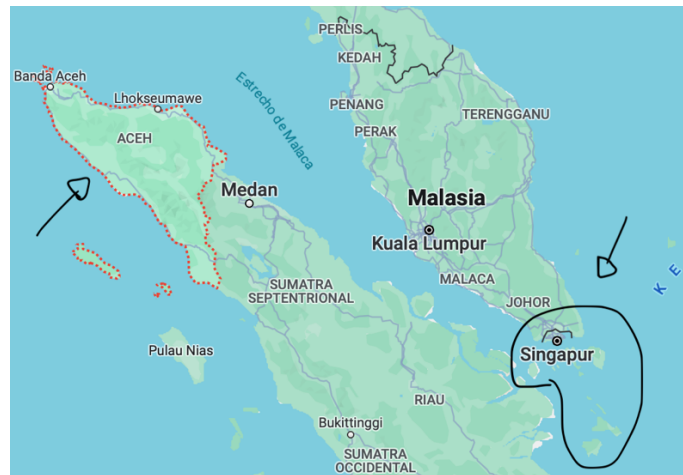 PERLIS
KEDAH
Banda Aceh
Lhokseumawe
PENANG
Estrecho de Malaca
TERENGGANU
ACEH
PERAK
Medan
Malasia
Kuala Lumpur
MALACA
SUMATRA
SEPTENTRIONAL
JOHOR
K E
Singapur
Pulau Nias
RIAU
Bukittinggi
SUMATRA
OCCIDENTAL